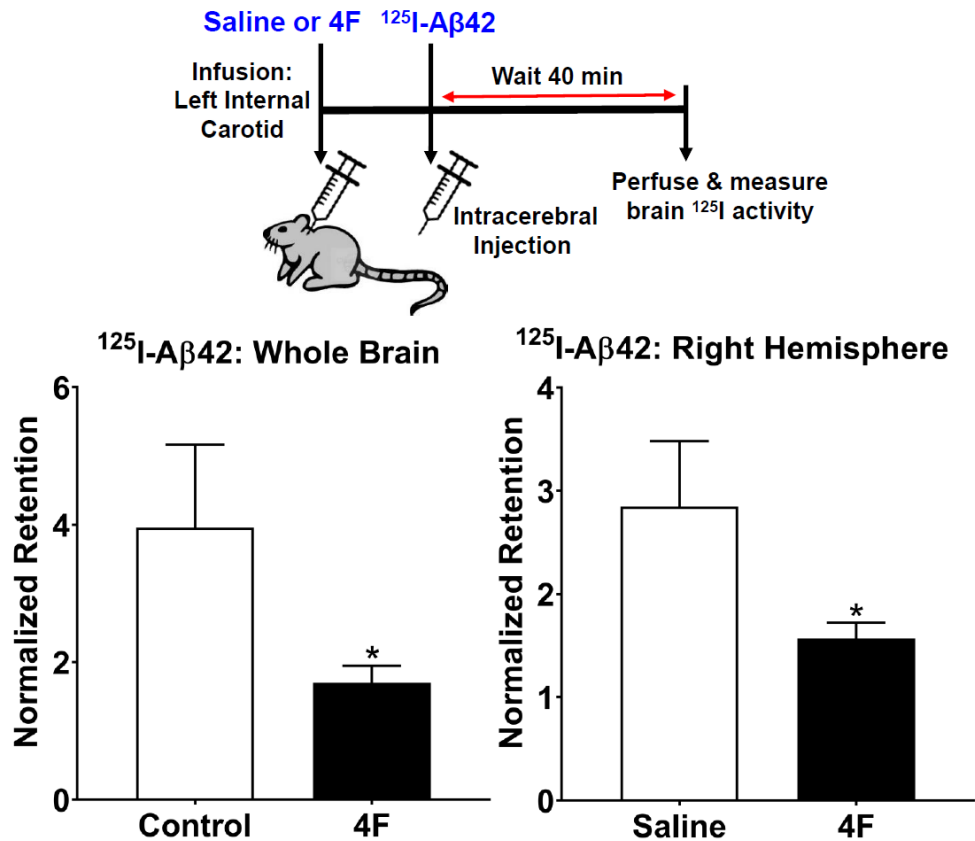 Saline or 4F ¹²⁵I-Aβ42
Infusion:
Left Internal
Carotid
Wait 40 min
Intracerebral
Injection
Perfuse & measure
brain ¹²⁵I activity
¹²⁵I-Aβ42: Whole Brain
Normalized Retention
6
4
2
0
*
Control
4F
¹²⁵I-Aβ42: Right Hemisphere
Normalized Retention
4
3
2
1
0
*
Saline
4F